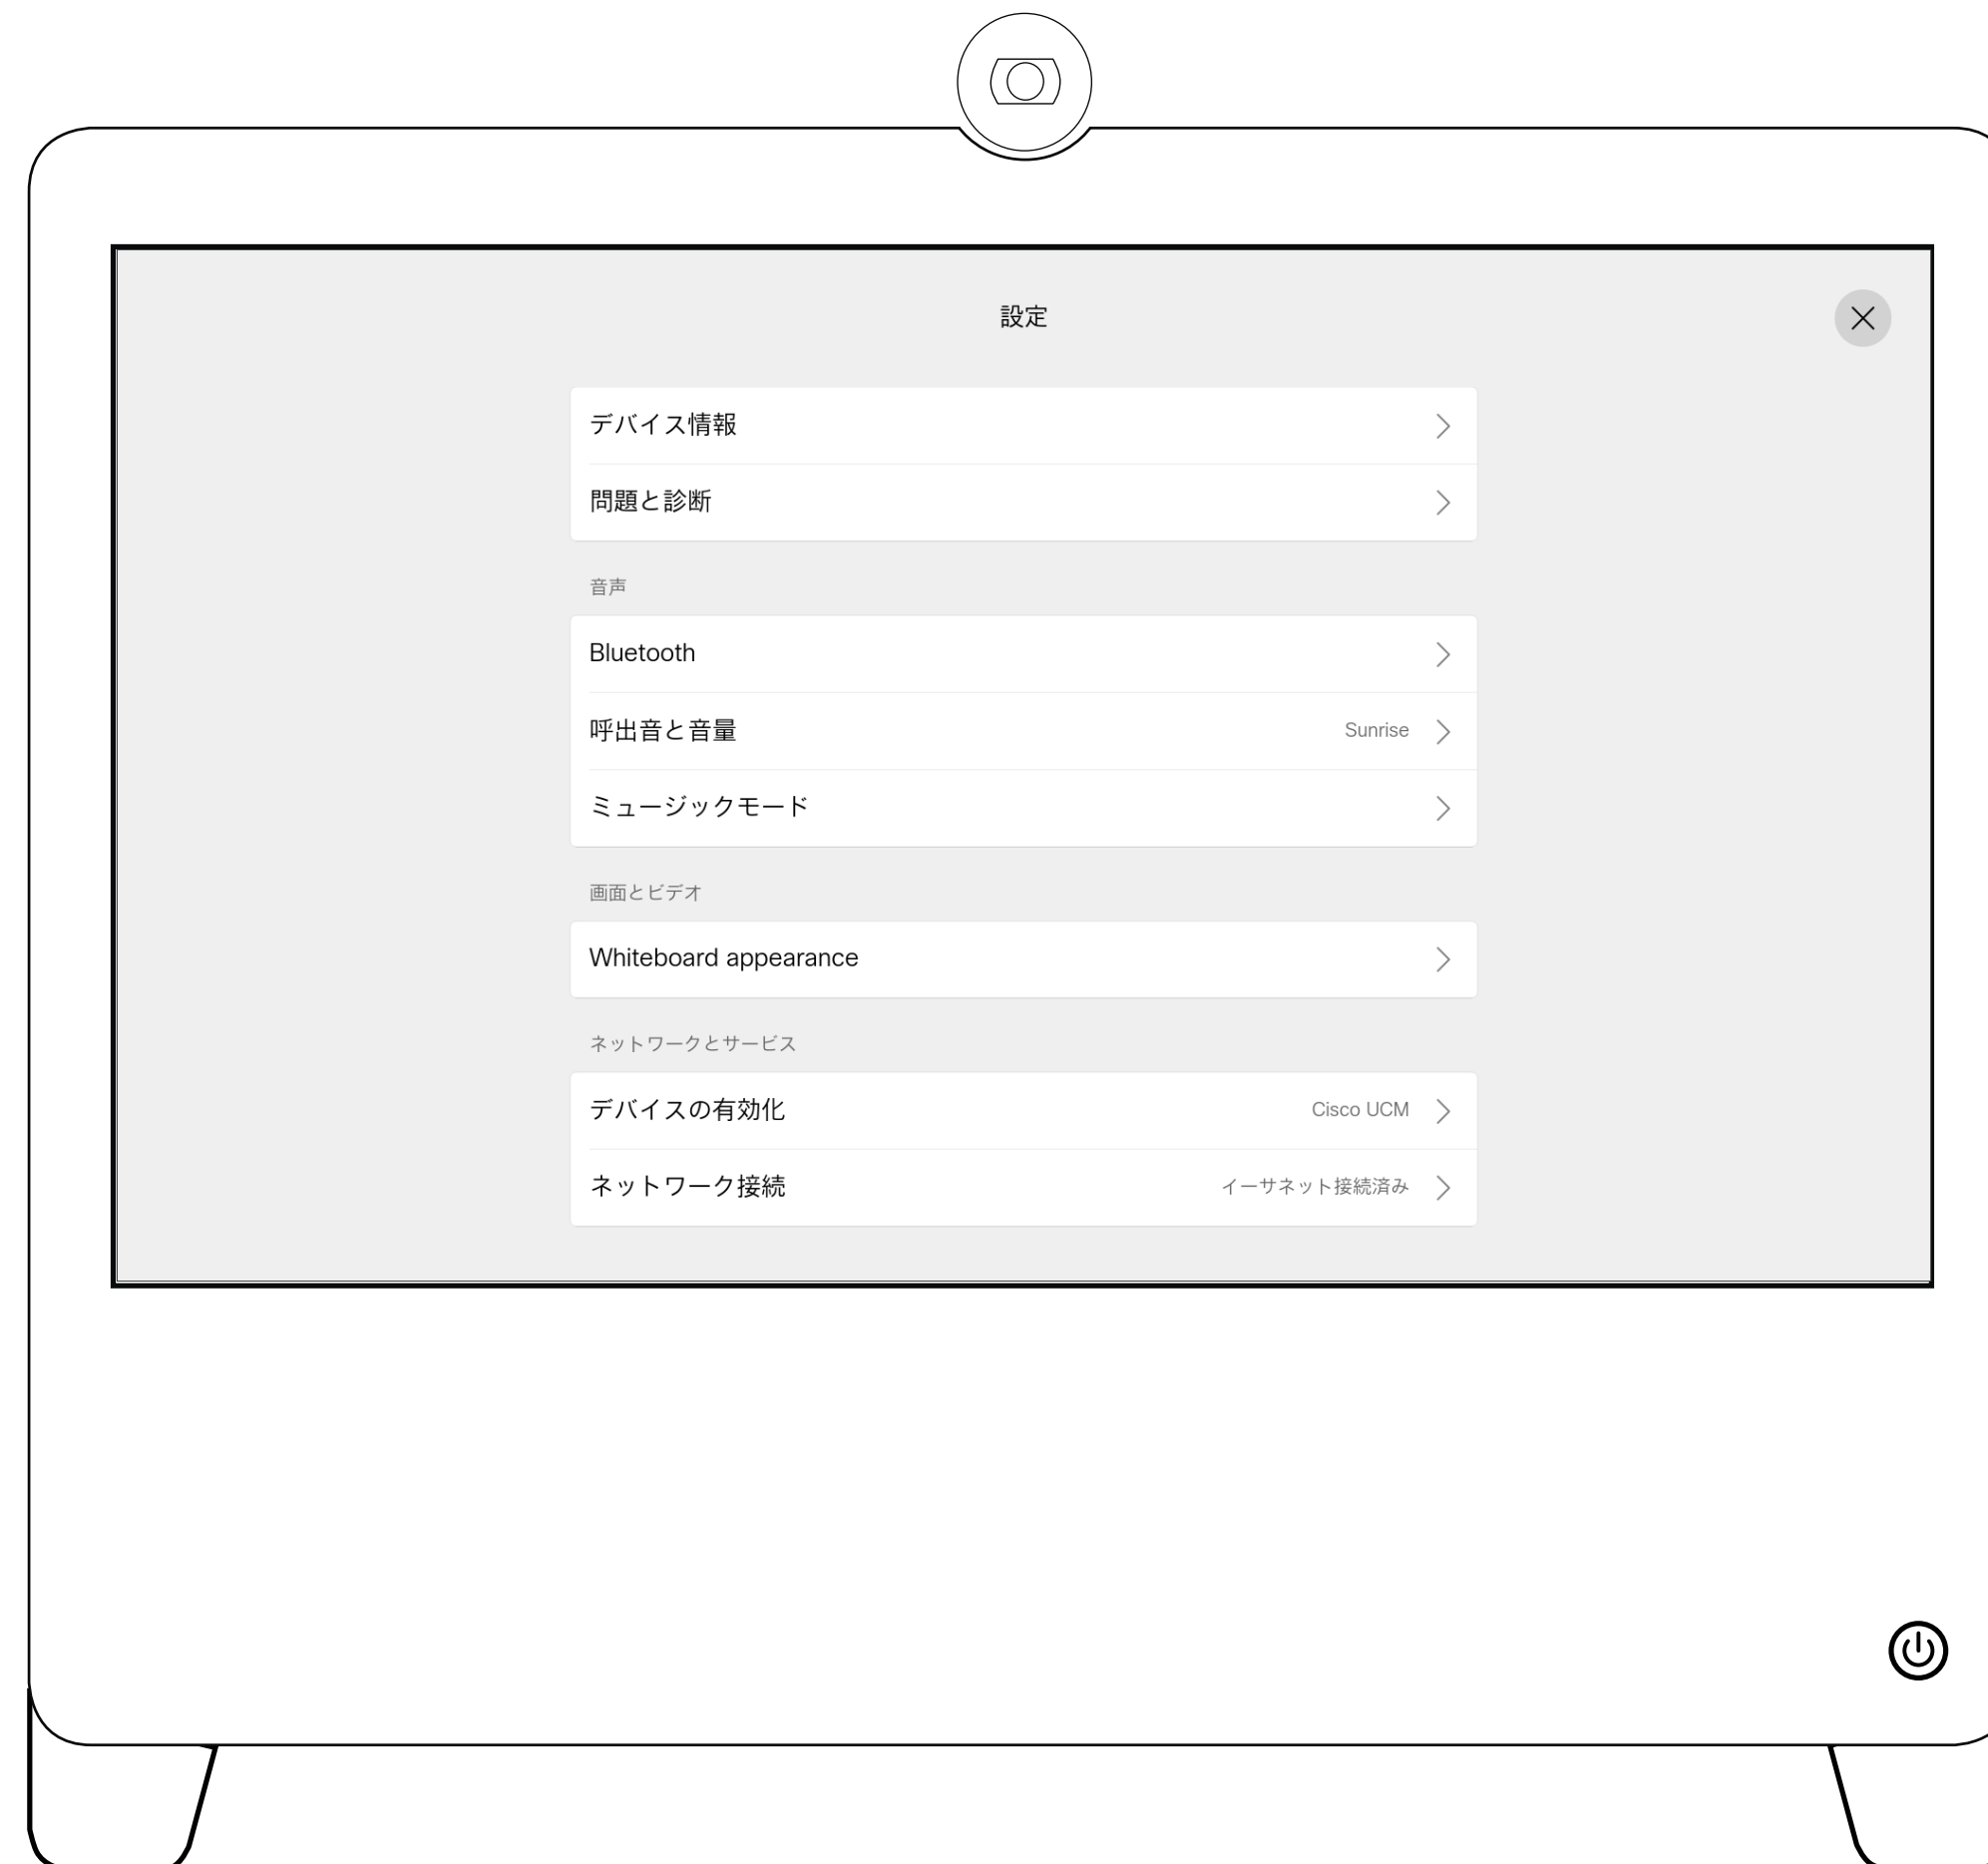 設定
デバイス情報
問題と診断
音声
Bluetooth
呼出音と音量 Sunrise
ミュージックモード
画面とビデオ
Whiteboard appearance
ネットワークとサービス
デバイスの有効化 Cisco UCM
ネットワーク接続 イーサネット接続済み